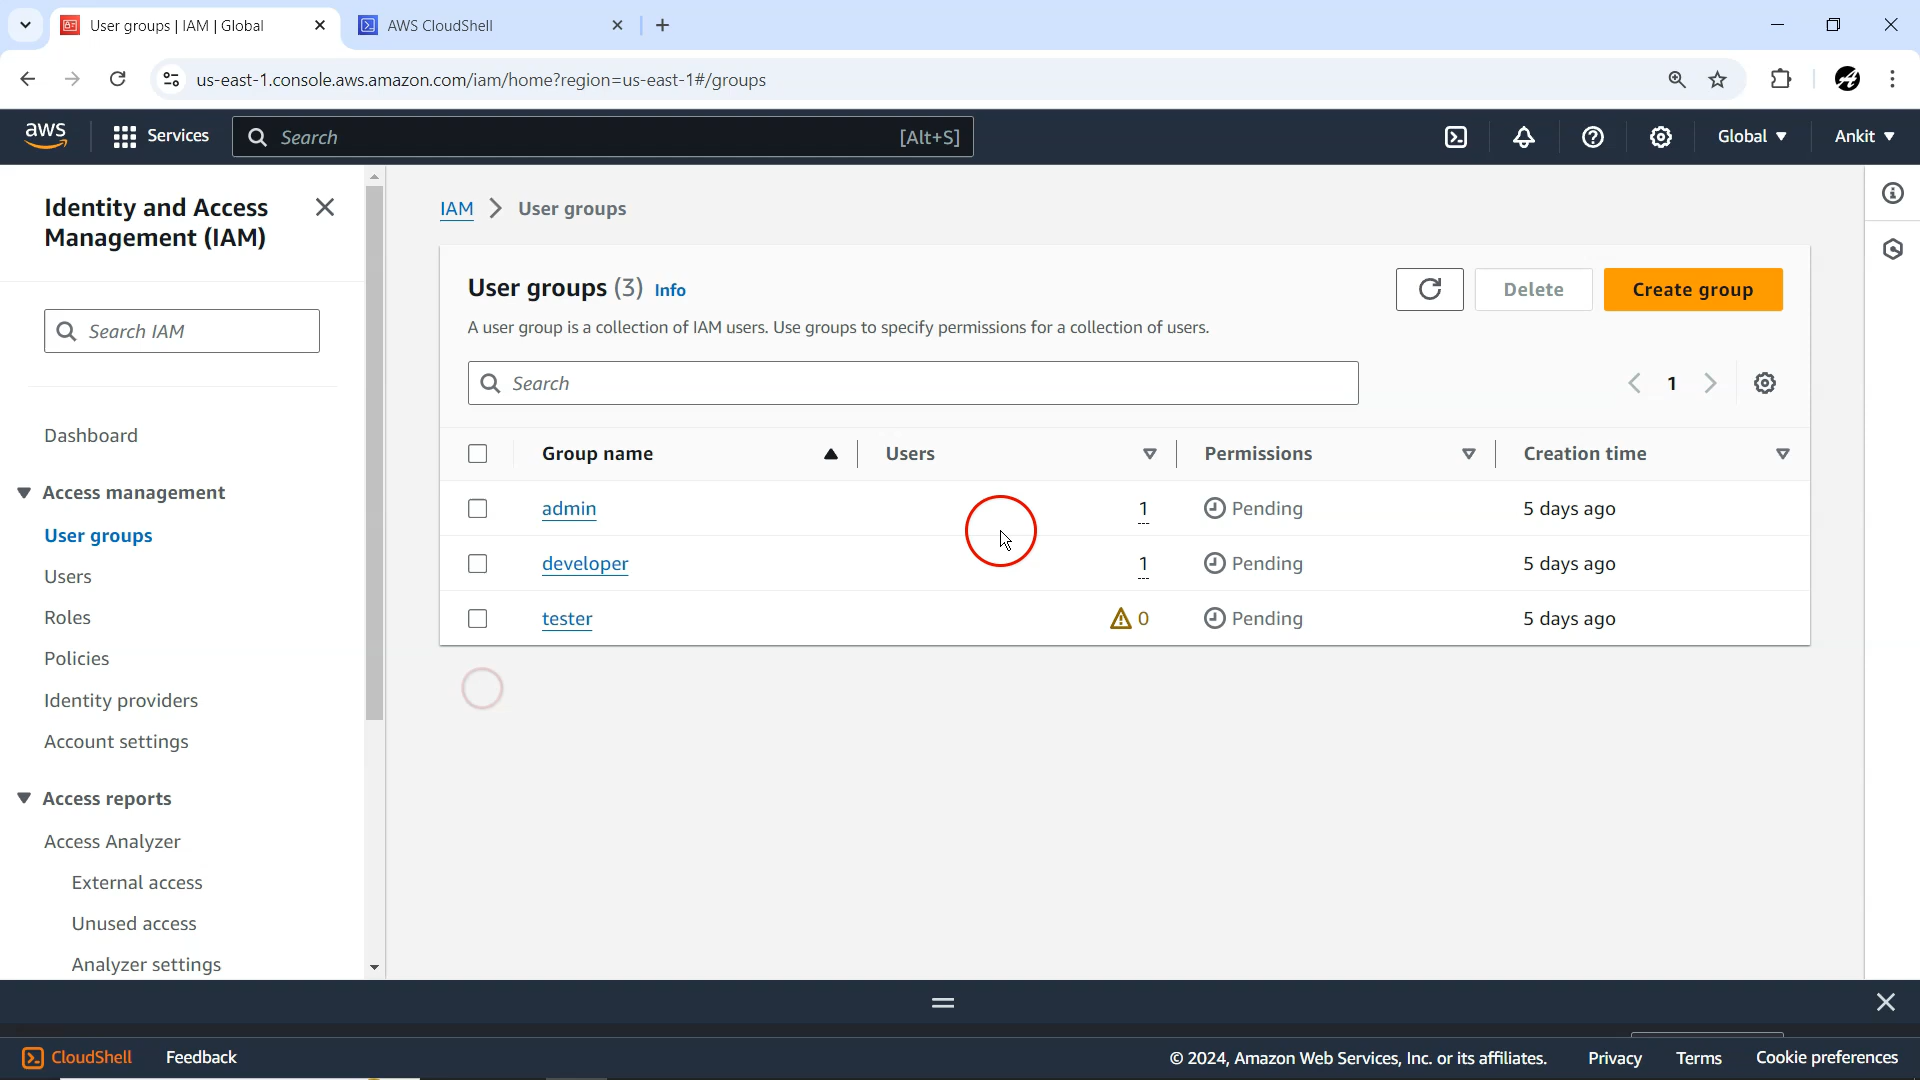 User groups | IAM | Global
AWS CloudShell
us-east-1.console.aws.amazon.com/iam/home?region=us-east-1#/groups
aws
Services
Search
[Alt+S]
Global
Ankit
Identity and Access
Management (IAM)
Search IAM
Dashboard
Access management
User groups
Users
Roles
Policies
Identity providers
Account settings
Access reports
Access Analyzer
External access
Unused access
Analyzer settings
IAM > User groups
User groups (3) Info
Delete
Create group
A user group is a collection of IAM users. Use groups to specify permissions for a collection of users.
Search
1
Group name Users Permissions Creation time
admin 1 Pending 5 days ago
developer 1 Pending 5 days ago
tester 0 Pending 5 days ago
CloudShell Feedback
© 2024, Amazon Web Services, Inc. or its affiliates. Privacy Terms Cookie preferences